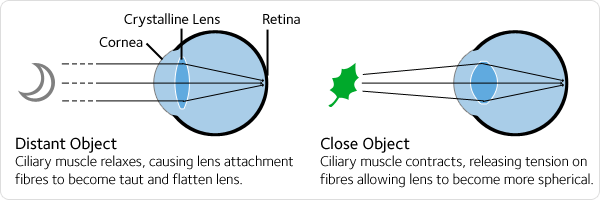 Crystalline Lens
Retina
Cornea
Distant Object
Ciliary muscle relaxes, causing lens attachment
fibres to become taut and flatten lens.
Close Object
Ciliary muscle contracts, releasing tension on
fibres allowing lens to become more spherical.